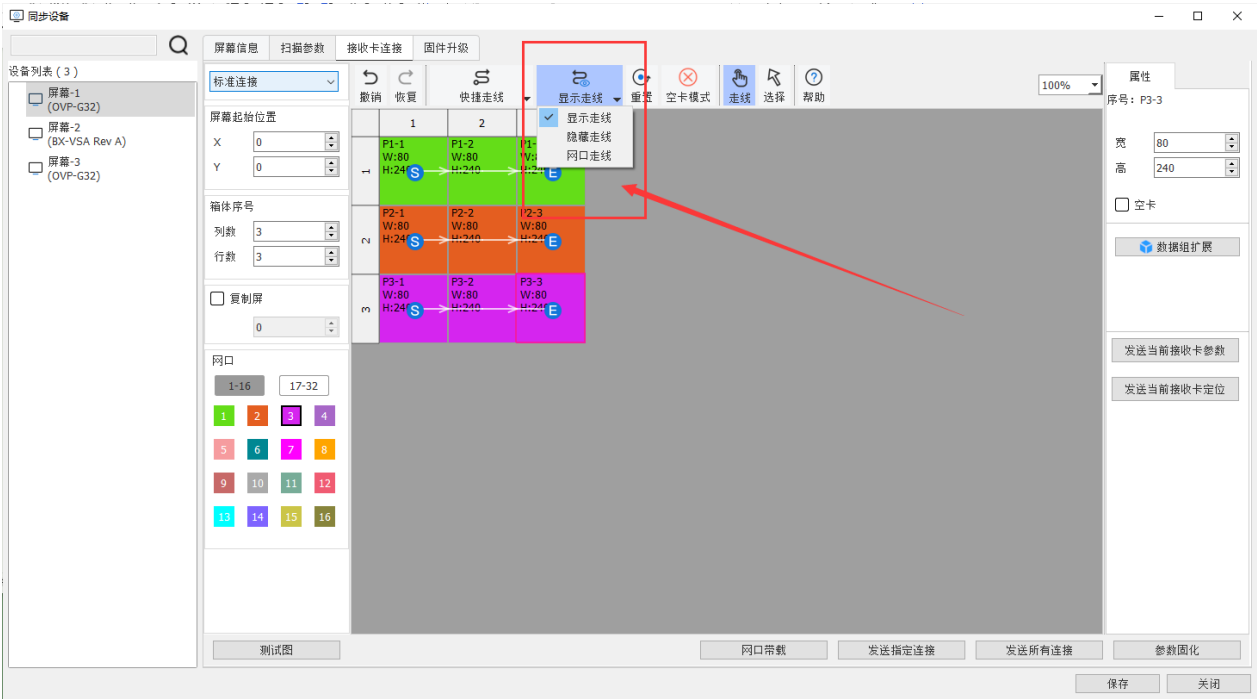 同步设备
屏幕信息 扫描参数 接收卡连接 固件升级
设备列表 ( 3 )
屏幕-1
(OVP-G32)
屏幕-2
(BX-VSA Rev A)
屏幕-3
(OVP-G32)
标准连接
撤销 恢复 快捷走线 显示走线 重置 空卡模式 走线 选择 帮助
100%
显示走线
隐藏走线
网口走线
屏幕起始位置
X 0
Y 0
箱体序号
列数 3
行数 3
复制屏
0
网口
1-16 17-32
1 2 3 4
5 6 7 8
9 10 11 12
13 14 15 16
1 2
1
P1-1 P1-2 P1-
W:80 W:80 W:
H:24 S H:240 H:24 E
2
P2-1 P2-2 P2-3
W:80 W:80 W:80
H:24 S H:240 H:24 E
3
P3-1 P3-2 P3-3
W:80 W:80 W:80
H:24 S H:240 H:24 E
属性
序号: P3-3
宽 80
高 240
空卡
数据组扩展
发送当前接收卡参数
发送当前接收卡定位
测试图 网口带载 发送指定连接 发送所有连接 参数固化
保存 关闭